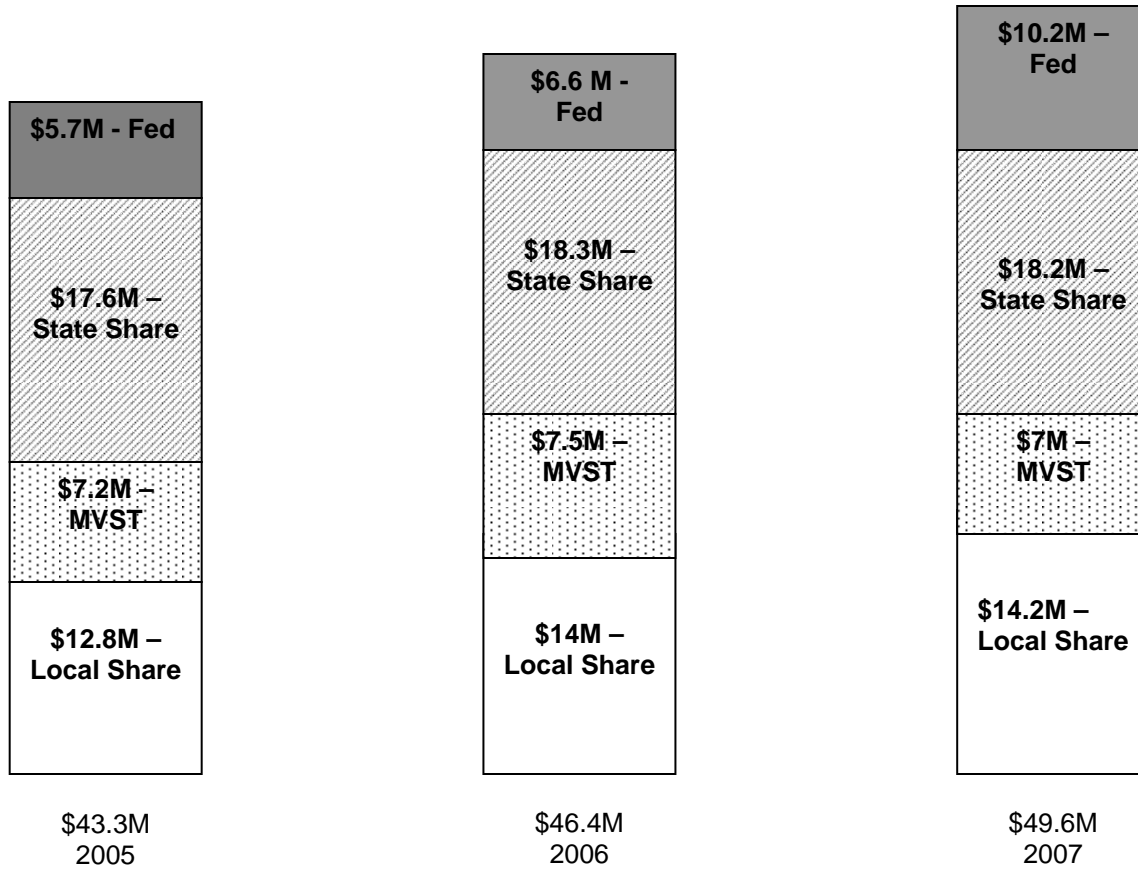 $5.7M - Fed
$17.6M –
State Share
$7.2M –
MVST
$12.8M –
Local Share
$43.3M
2005
$6.6 M -
Fed
$18.3M –
State Share
$7.5M –
MVST
$14M –
Local Share
$46.4M
2006
$10.2M –
Fed
$18.2M –
State Share
$7M –
MVST
$14.2M –
Local Share
$49.6M
2007